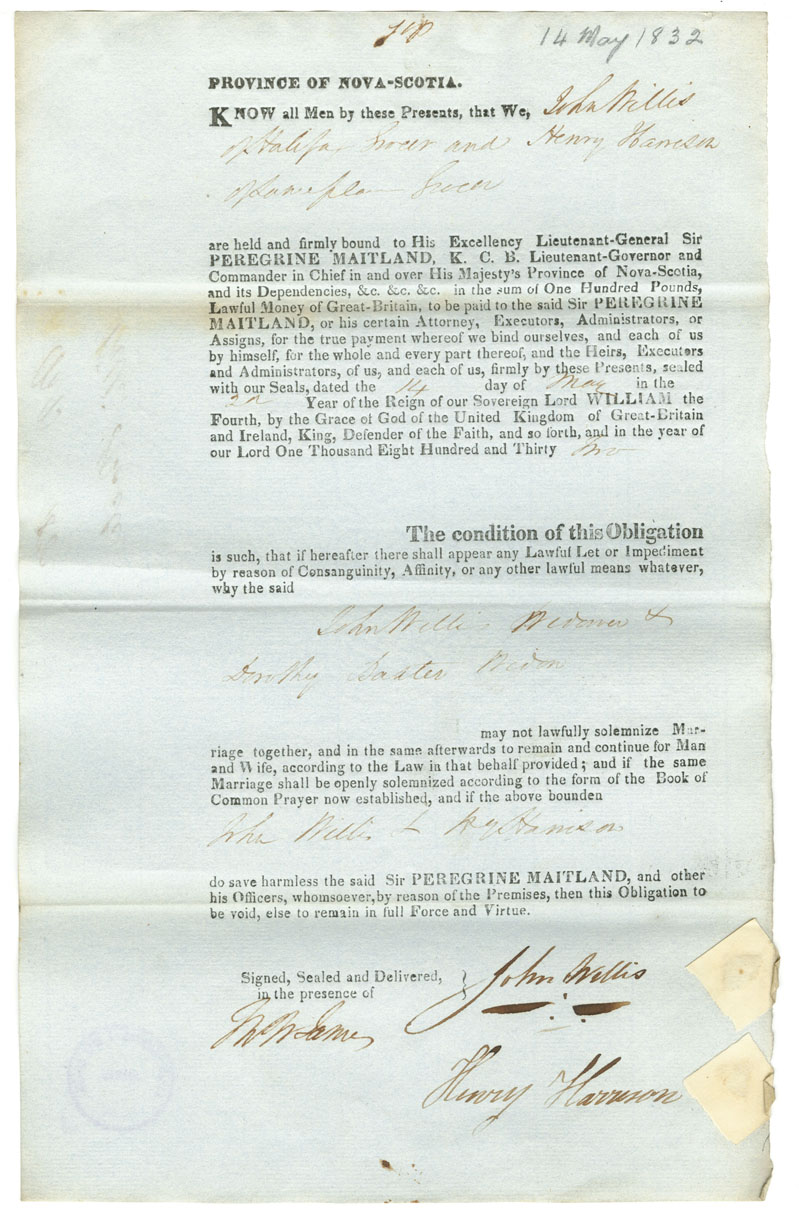 14 May 1832
PROVINCE OF NOVA-SCOTIA.
KNOW all Men by these Presents, that We, John Willis
of Halifax Grocer and Henry Harrison
of same place Grocer
are held and firmly bound to His Excellency Lieutenant-General Sir
PEREGRINE MAITLAND, K. C. B. Lieutenant-Governor and
Commander in Chief in and over His Majesty's Province of Nova-Scotia,
and its Dependencies, &c. &c. &c. in the sum of One Hundred Pounds,
Lawful Money of Great-Britain, to be paid to the said Sir PEREGRINE
MAITLAND, or his certain Attorney, Executors, Administrators, or
Assigns, for the true payment whereof we bind ourselves, and each of us
by himself, for the whole and every part thereof, and the Heirs, Executors
and Administrators, of us, and each of us, firmly by these Presents, sealed
with our Seals, dated the 14 day of May in the
2d Year of the Reign of our Sovereign Lord WILLIAM the
Fourth, by the Grace of God of the United Kingdom of Great-Britain
and Ireland, King, Defender of the Faith, and so forth, and in the year of
our Lord One Thousand Eight Hundred and Thirty two
The condition of this Obligation
is such, that if hereafter there shall appear any Lawful Let or Impediment
by reason of Consanguinity, Affinity, or any other lawful means whatever,
why the said
John Willis Widower &
Dorothy Baxter Widow
may not lawfully solemnize Mar-
riage together, and in the same afterwards to remain and continue for Man
and Wife, according to the Law in that behalf provided; and if the same
Marriage shall be openly solemnized according to the form of the Book of
Common Prayer now established, and if the above bounden
John Willis & Hy Harrison
do save harmless the said Sir PEREGRINE MAITLAND, and other
his Officers, whomsoever, by reason of the Premises, then this Obligation to
be void, else to remain in full Force and Virtue.
Signed, Sealed and Delivered, } John Willis
in the presence of
Thos W James
Henry Harrison